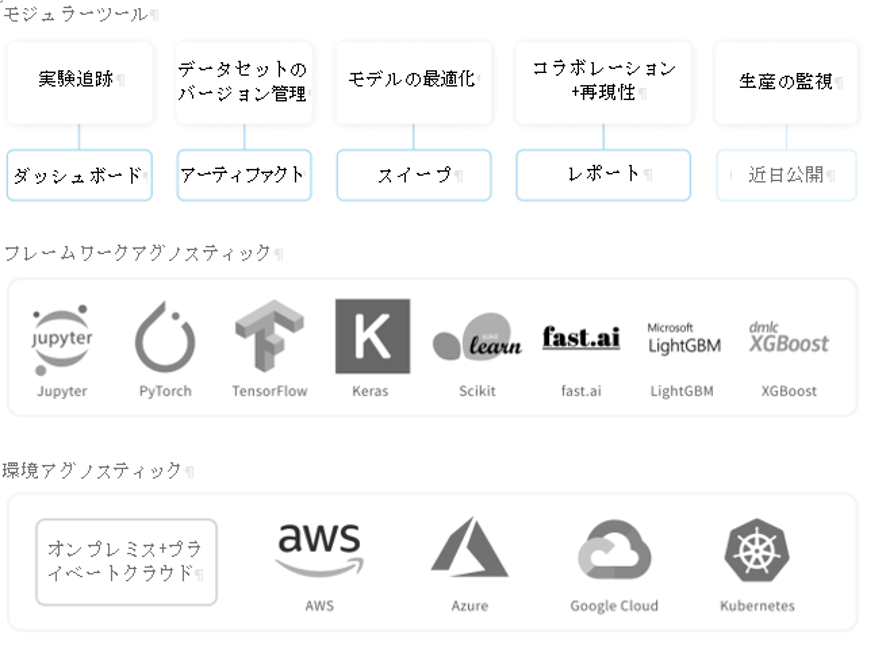 モジュラーツール
実験追跡
データセットの
バージョン管理
モデルの最適化
コラボレーション
+再現性
生産の監視
ダッシュボード
アーティファクト
スイープ
レポート
近日公開
フレームワークアグノスティック
jupyter
K
scikit
learn
fast.ai
Microsoft
LightGBM
dmlc
XGBoost
Jupyter
PyTorch
TensorFlow
Keras
Scikit
fast.ai
LightGBM
XGBoost
環境アグノスティック
オンプレミス+プラ
イベートクラウド
aws
AWS
Azure
Google Cloud
Kubernetes